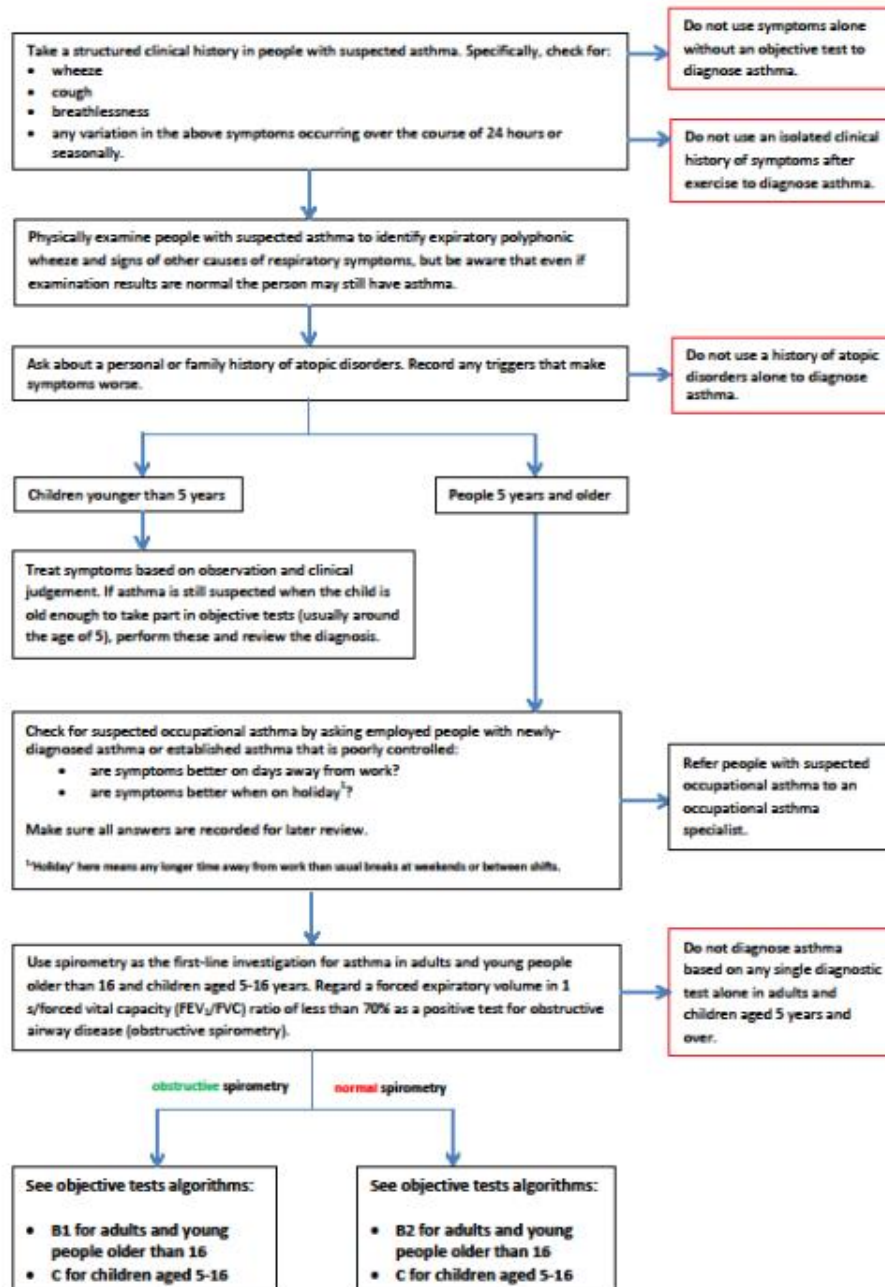 Take a structured clinical history in people with suspected asthma. Specifically, check for:
• wheeze
• cough
• breathlessness
• any variation in the above symptoms occurring over the course of 24 hours or
seasonally.
Do not use symptoms alone
without an objective test to
diagnose asthma.
Do not use an isolated clinical
history of symptoms after
exercise to diagnose asthma.
Physically examine people with suspected asthma to identify expiratory polyphonic
wheeze and signs of other causes of respiratory symptoms, but be aware that even if
examination results are normal the person may still have asthma.
Ask about a personal or family history of atopic disorders. Record any triggers that make
symptoms worse.
Do not use a history of atopic
disorders alone to diagnose
asthma.
Children younger than 5 years
People 5 years and older
Treat symptoms based on observation and clinical
judgement. If asthma is still suspected when the child is
old enough to take part in objective tests (usually around
the age of 5), perform these and review the diagnosis.
Check for suspected occupational asthma by asking employed people with newly-
diagnosed asthma or established asthma that is poorly controlled:
• are symptoms better on days away from work?
• are symptoms better when on holiday¹?
Make sure all answers are recorded for later review.
¹'Holiday' here means any longer time away from work than usual breaks at weekends or between shifts.
Refer people with suspected
occupational asthma to an
occupational asthma
specialist.
Use spirometry as the first-line investigation for asthma in adults and young people
older than 16 and children aged 5-16 years. Regard a forced expiratory volume in 1
s/forced vital capacity (FEV₁/FVC) ratio of less than 70% as a positive test for obstructive
airway disease (obstructive spirometry).
Do not diagnose asthma
based on any single diagnostic
test alone in adults and
children aged 5 years and
over.
obstructive spirometry
normal spirometry
See objective tests algorithms:
• B1 for adults and young
people older than 16
• C for children aged 5-16
See objective tests algorithms:
• B2 for adults and young
people older than 16
• C for children aged 5-16